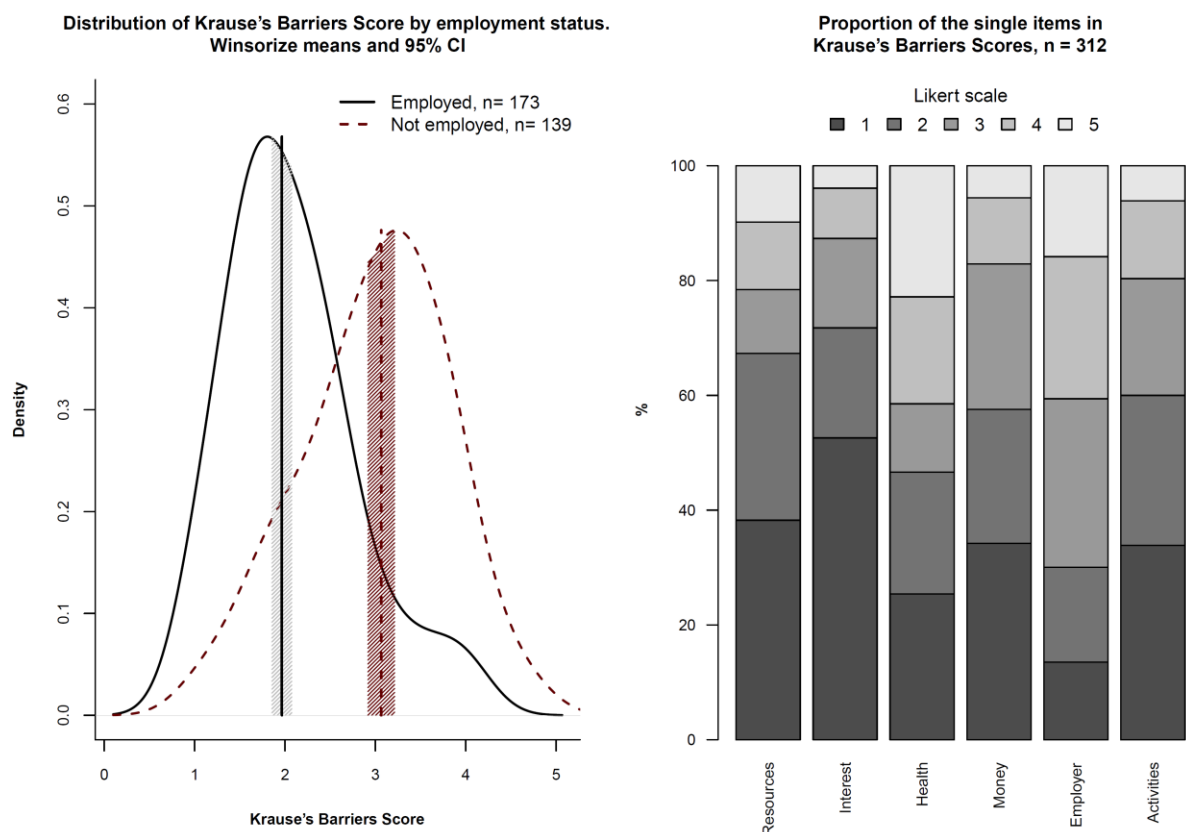 Distribution of Krause's Barriers Score by employment status.
Winsorize means and 95% CI
Employed, n= 173
Not employed, n= 139
0.6
0.5
0.4
0.3
0.2
0.1
0.0
Density
0 1 2 3 4 5
Krause's Barriers Score
Proportion of the single items in
Krause's Barriers Scores, n = 312
Likert scale
1 2 3 4 5
100
80
60
40
20
0
%
Resources
Interest
Health
Money
Employer
Activities